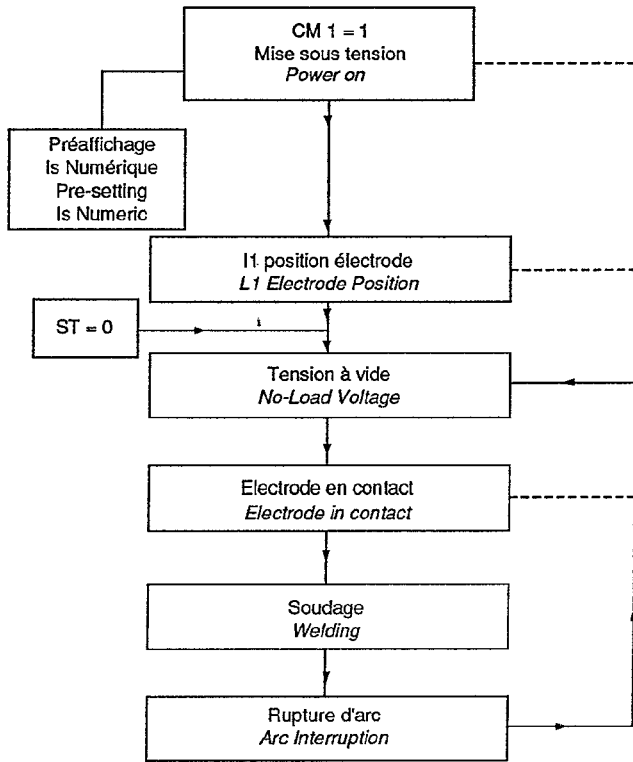 CM 1 = 1
Mise sous tension
Power on
Préaffichage
Is Numérique
Pre-setting
Is Numeric
I1 position électrode
L1 Electrode Position
ST = 0
Tension à vide
No-Load Voltage
Electrode en contact
Electrode in contact
Soudage
Welding
Rupture d'arc
Arc Interruption